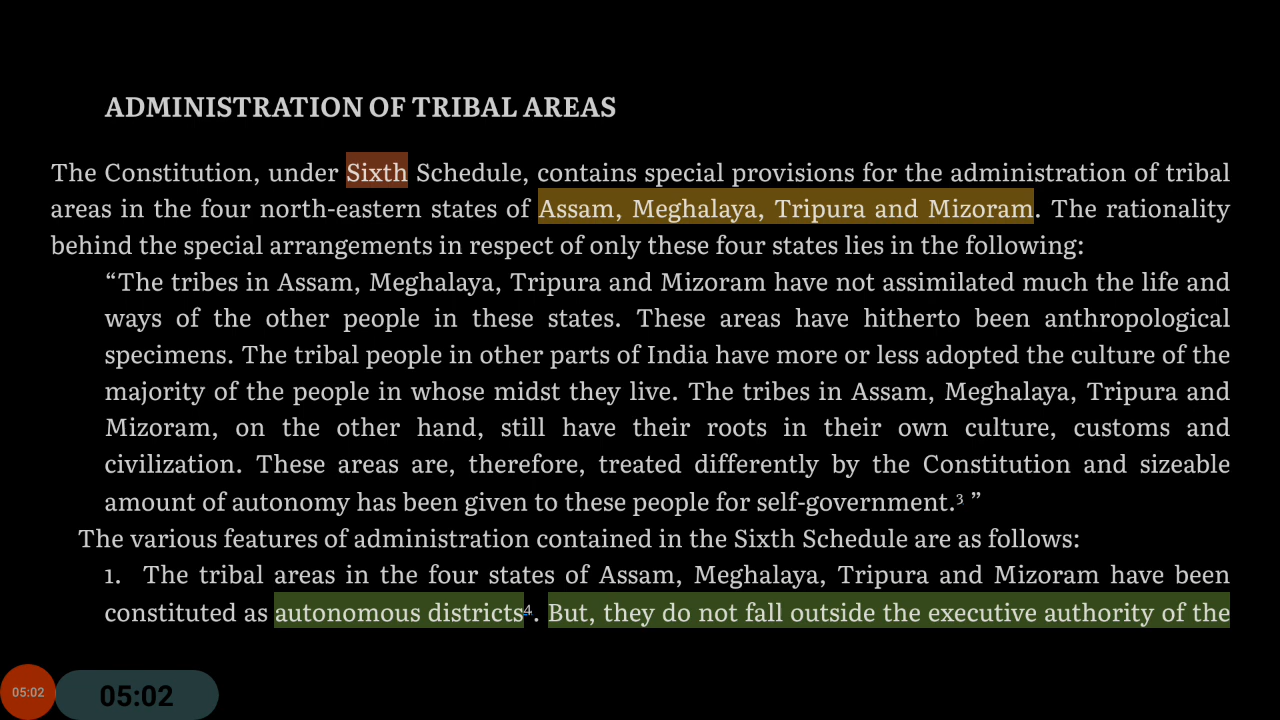 ADMINISTRATION OF TRIBAL AREAS
The Constitution, under Sixth Schedule, contains special provisions for the administration of tribal
areas in the four north-eastern states of Assam, Meghalaya, Tripura and Mizoram. The rationality
behind the special arrangements in respect of only these four states lies in the following:
“The tribes in Assam, Meghalaya, Tripura and Mizoram have not assimilated much the life and
ways of the other people in these states. These areas have hitherto been anthropological
specimens. The tribal people in other parts of India have more or less adopted the culture of the
majority of the people in whose midst they live. The tribes in Assam, Meghalaya, Tripura and
Mizoram, on the other hand, still have their roots in their own culture, customs and
civilization. These areas are, therefore, treated differently by the Constitution and sizeable
amount of autonomy has been given to these people for self-government.³ ”
The various features of administration contained in the Sixth Schedule are as follows:
1. The tribal areas in the four states of Assam, Meghalaya, Tripura and Mizoram have been
constituted as autonomous districts⁴. But, they do not fall outside the executive authority of the
05:02 05:02